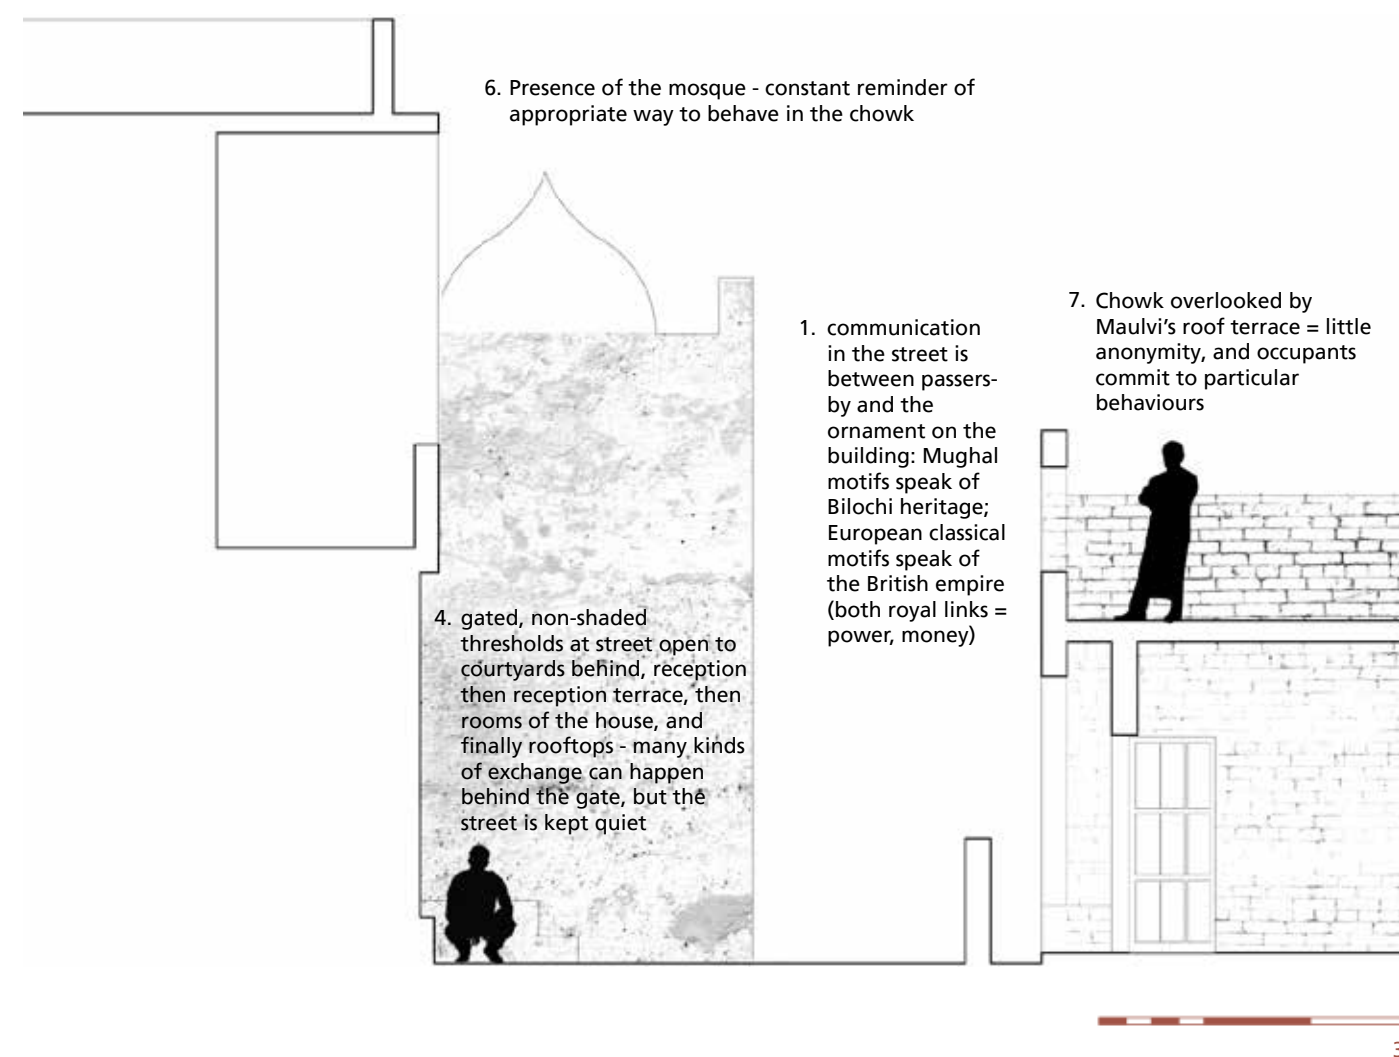 6. Presence of the mosque - constant reminder of
appropriate way to behave in the chowk
7. Chowk overlooked by
Maulvi’s roof terrace = little
anonymity, and occupants
commit to particular
behaviours
1. communication
in the street is
between passers-
by and the
ornament on the
building: Mughal
motifs speak of
Bilochi heritage;
European classical
motifs speak of
the British empire
(both royal links =
power, money)
4. gated, non-shaded
thresholds at street open to
courtyards behind, reception
then reception terrace, then
rooms of the house, and
finally rooftops - many kinds
of exchange can happen
behind the gate, but the
street is kept quiet